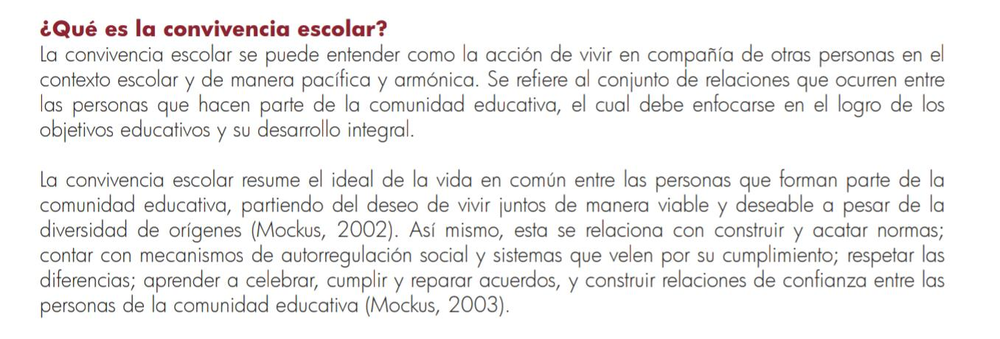 ¿Qué es la convivencia escolar?
La convivencia escolar se puede entender como la acción de vivir en compañía de otras personas en el
contexto escolar y de manera pacífica y armónica. Se refiere al conjunto de relaciones que ocurren entre
las personas que hacen parte de la comunidad educativa, el cual debe enfocarse en el logro de los
objetivos educativos y su desarrollo integral.
La convivencia escolar resume el ideal de la vida en común entre las personas que forman parte de la
comunidad educativa, partiendo del deseo de vivir juntos de manera viable y deseable a pesar de la
diversidad de orígenes (Mockus, 2002). Así mismo, esta se relaciona con construir y acatar normas;
contar con mecanismos de autorregulación social y sistemas que velen por su cumplimiento; respetar las
diferencias; aprender a celebrar, cumplir y reparar acuerdos, y construir relaciones de confianza entre las
personas de la comunidad educativa (Mockus, 2003).